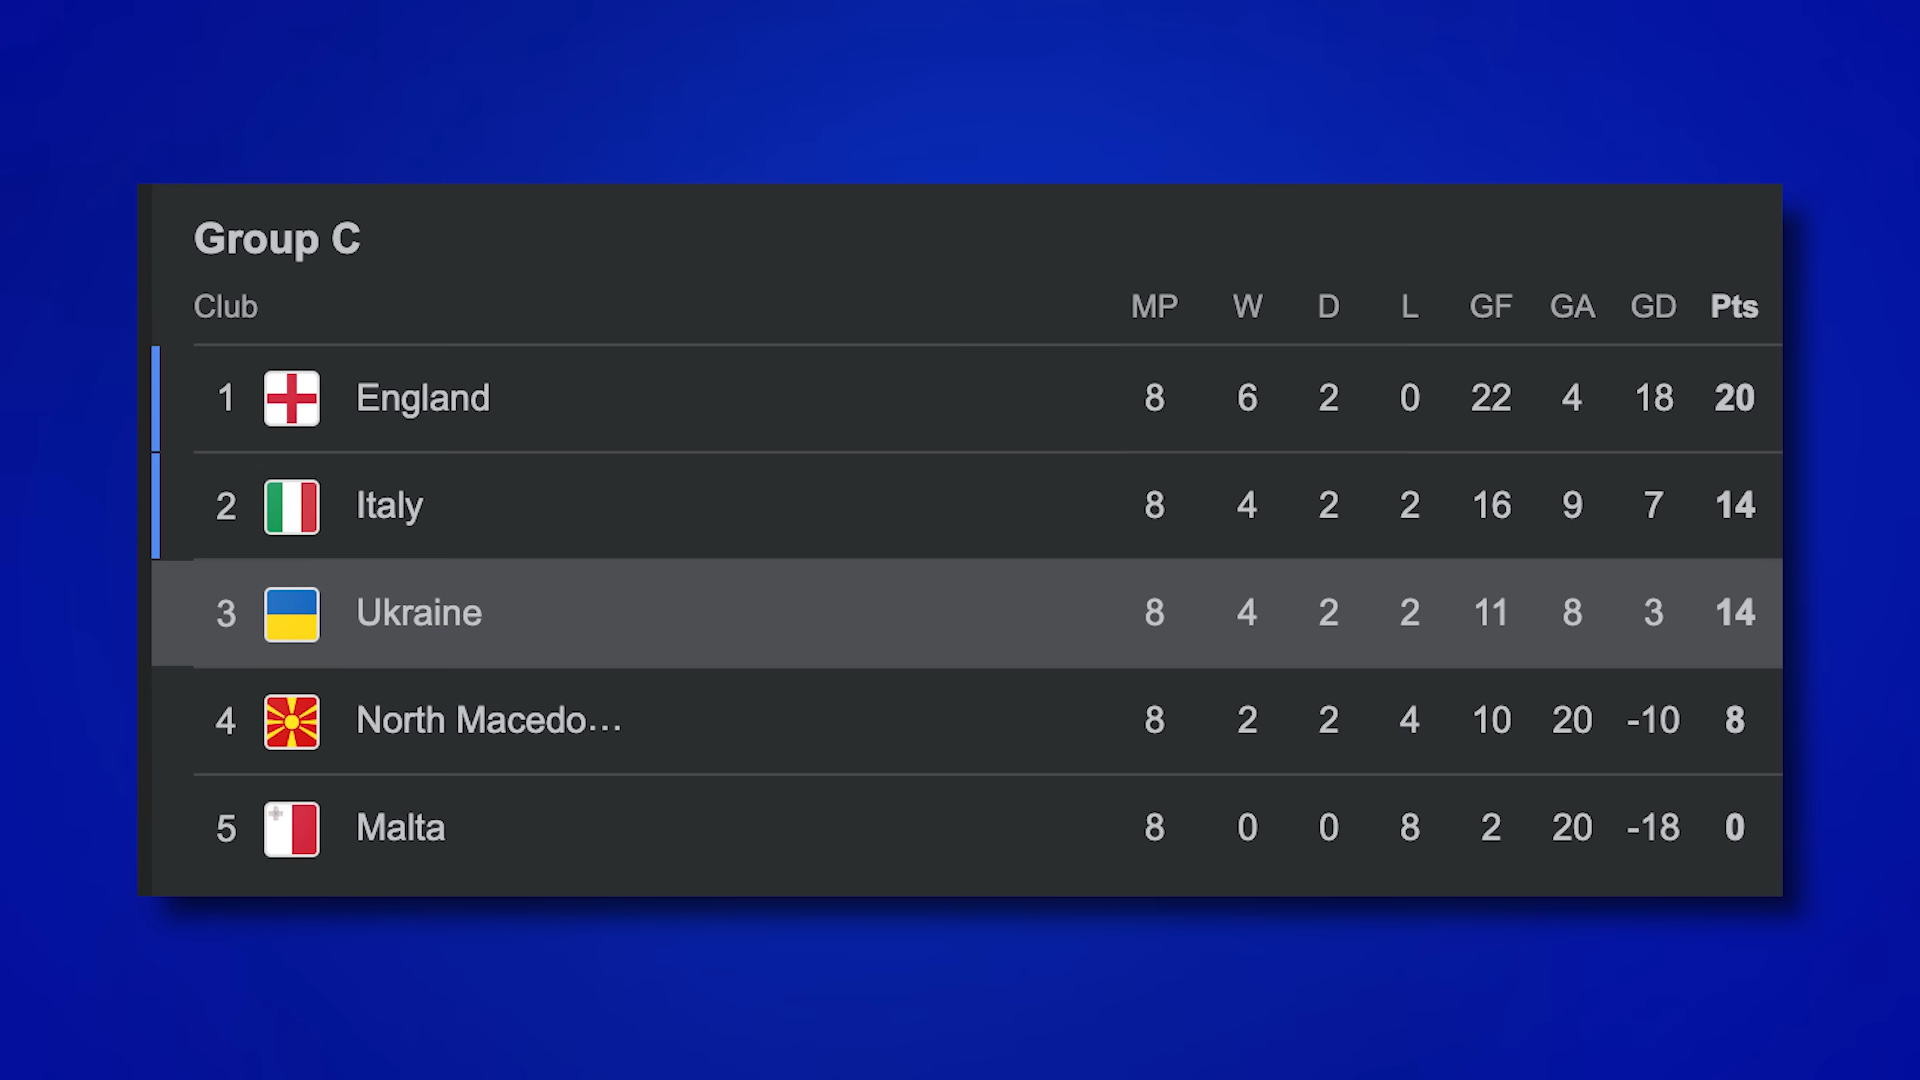 Group C
Club MP W D L GF GA GD Pts
1 England 8 6 2 0 22 4 18 20
2 Italy 8 4 2 2 16 9 7 14
3 Ukraine 8 4 2 2 11 8 3 14
4 North Macedo... 8 2 2 4 10 20 -10 8
5 Malta 8 0 0 8 2 20 -18 0